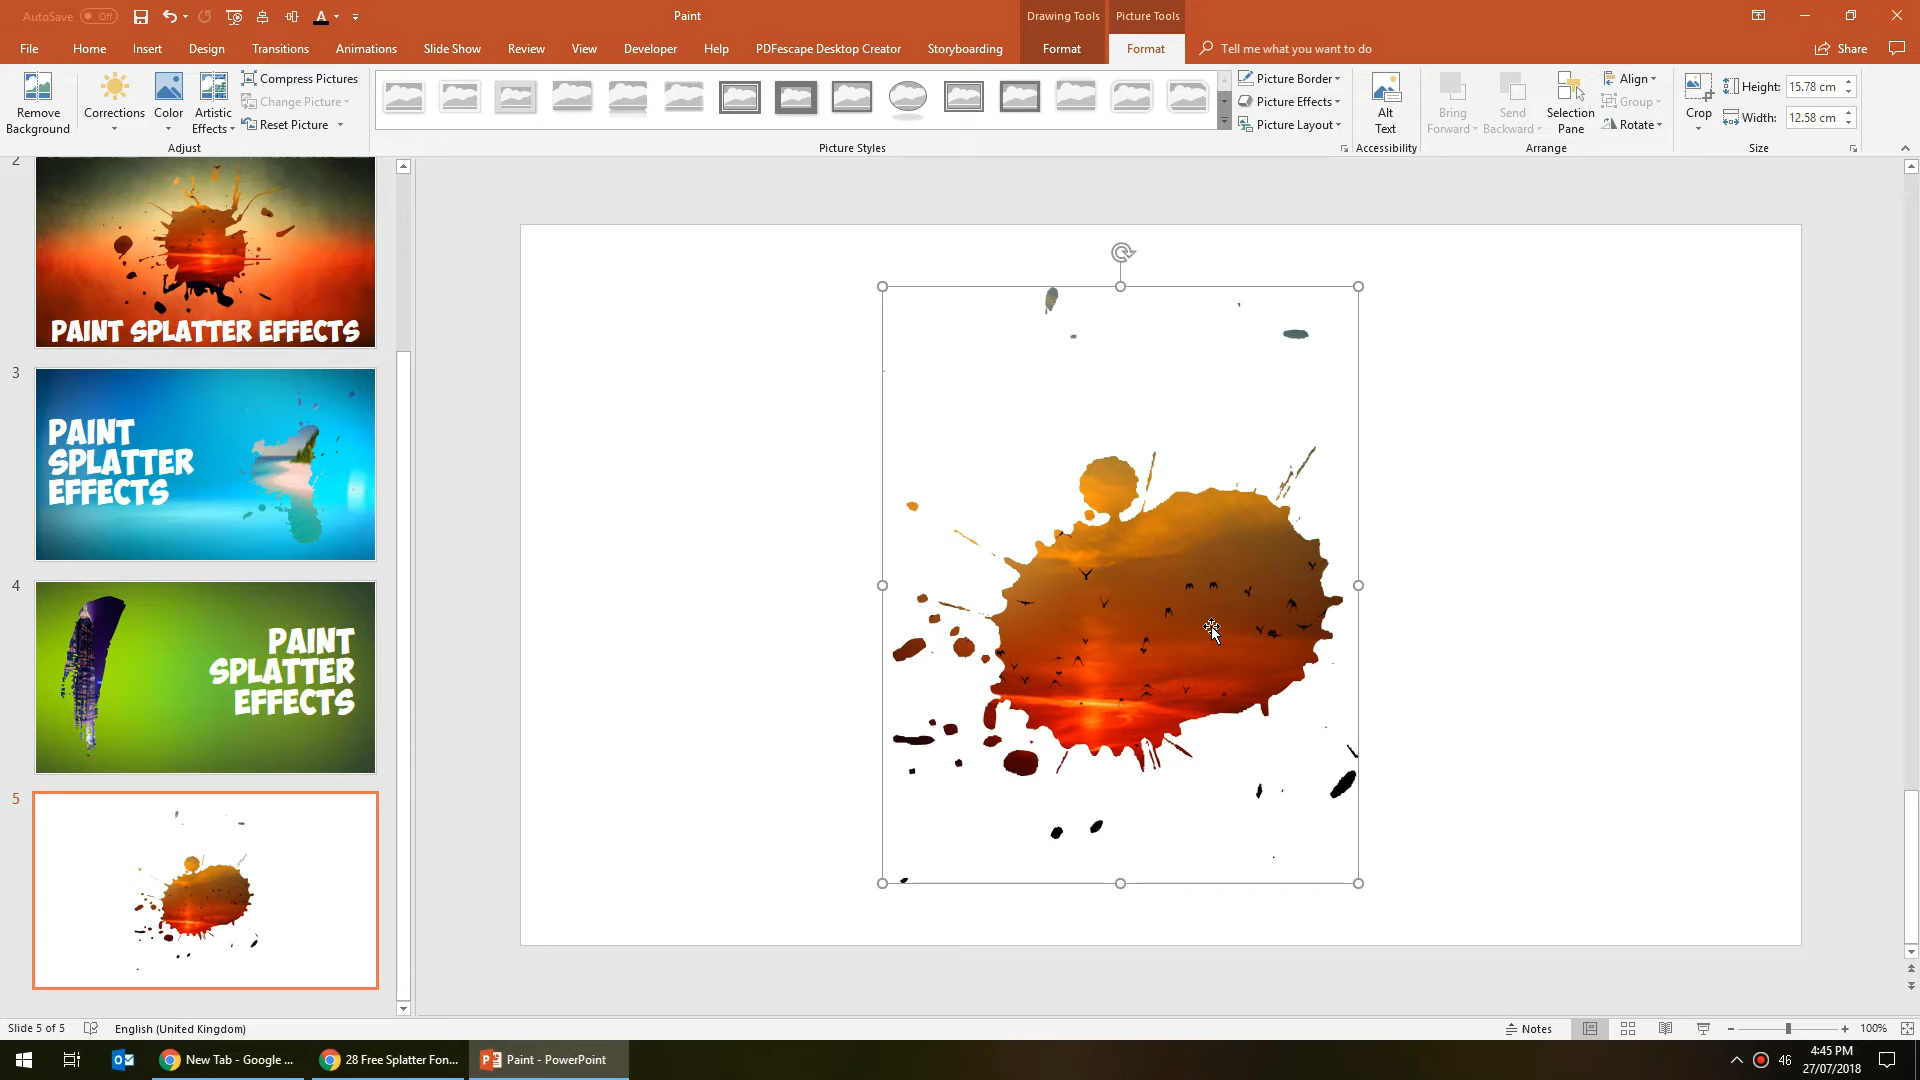 AutoSave Off
Paint
Drawing Tools
Picture Tools
File Home Insert Design Transitions Animations Slide Show Review View Developer Help PDFescape Desktop Creator Storyboarding Format Format Tell me what you want to do Share
Remove Background
Corrections
Color
Artistic Effects
Compress Pictures
Change Picture
Reset Picture
Adjust
Picture Styles
Picture Border
Picture Effects
Picture Layout
Alt Text
Accessibility
Bring Forward
Send Backward
Selection Pane
Align
Group
Rotate
Arrange
Crop
Height: 15.78 cm
Width: 12.58 cm
Size
2
PAINT SPLATTER EFFECTS
3
PAINT
SPLATTER
EFFECTS
4
PAINT
SPLATTER
EFFECTS
5
Slide 5 of 5 English (United Kingdom) Notes 100%
New Tab - Google ... 28 Free Splatter Fon... Paint - PowerPoint 46
4:45 PM
27/07/2018